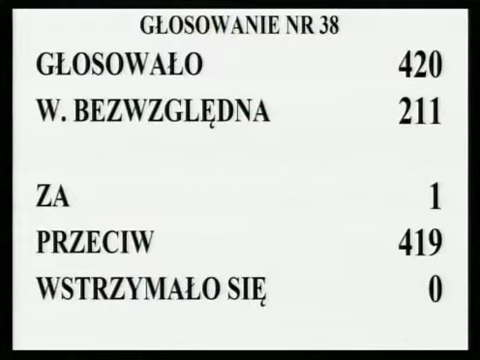 GŁOSOWANIE NR 38
GŁOSOWAŁO 420
W. BEZWZGLĘDNA 211
ZA 1
PRZECIW 419
WSTRZYMAŁO SIĘ 0